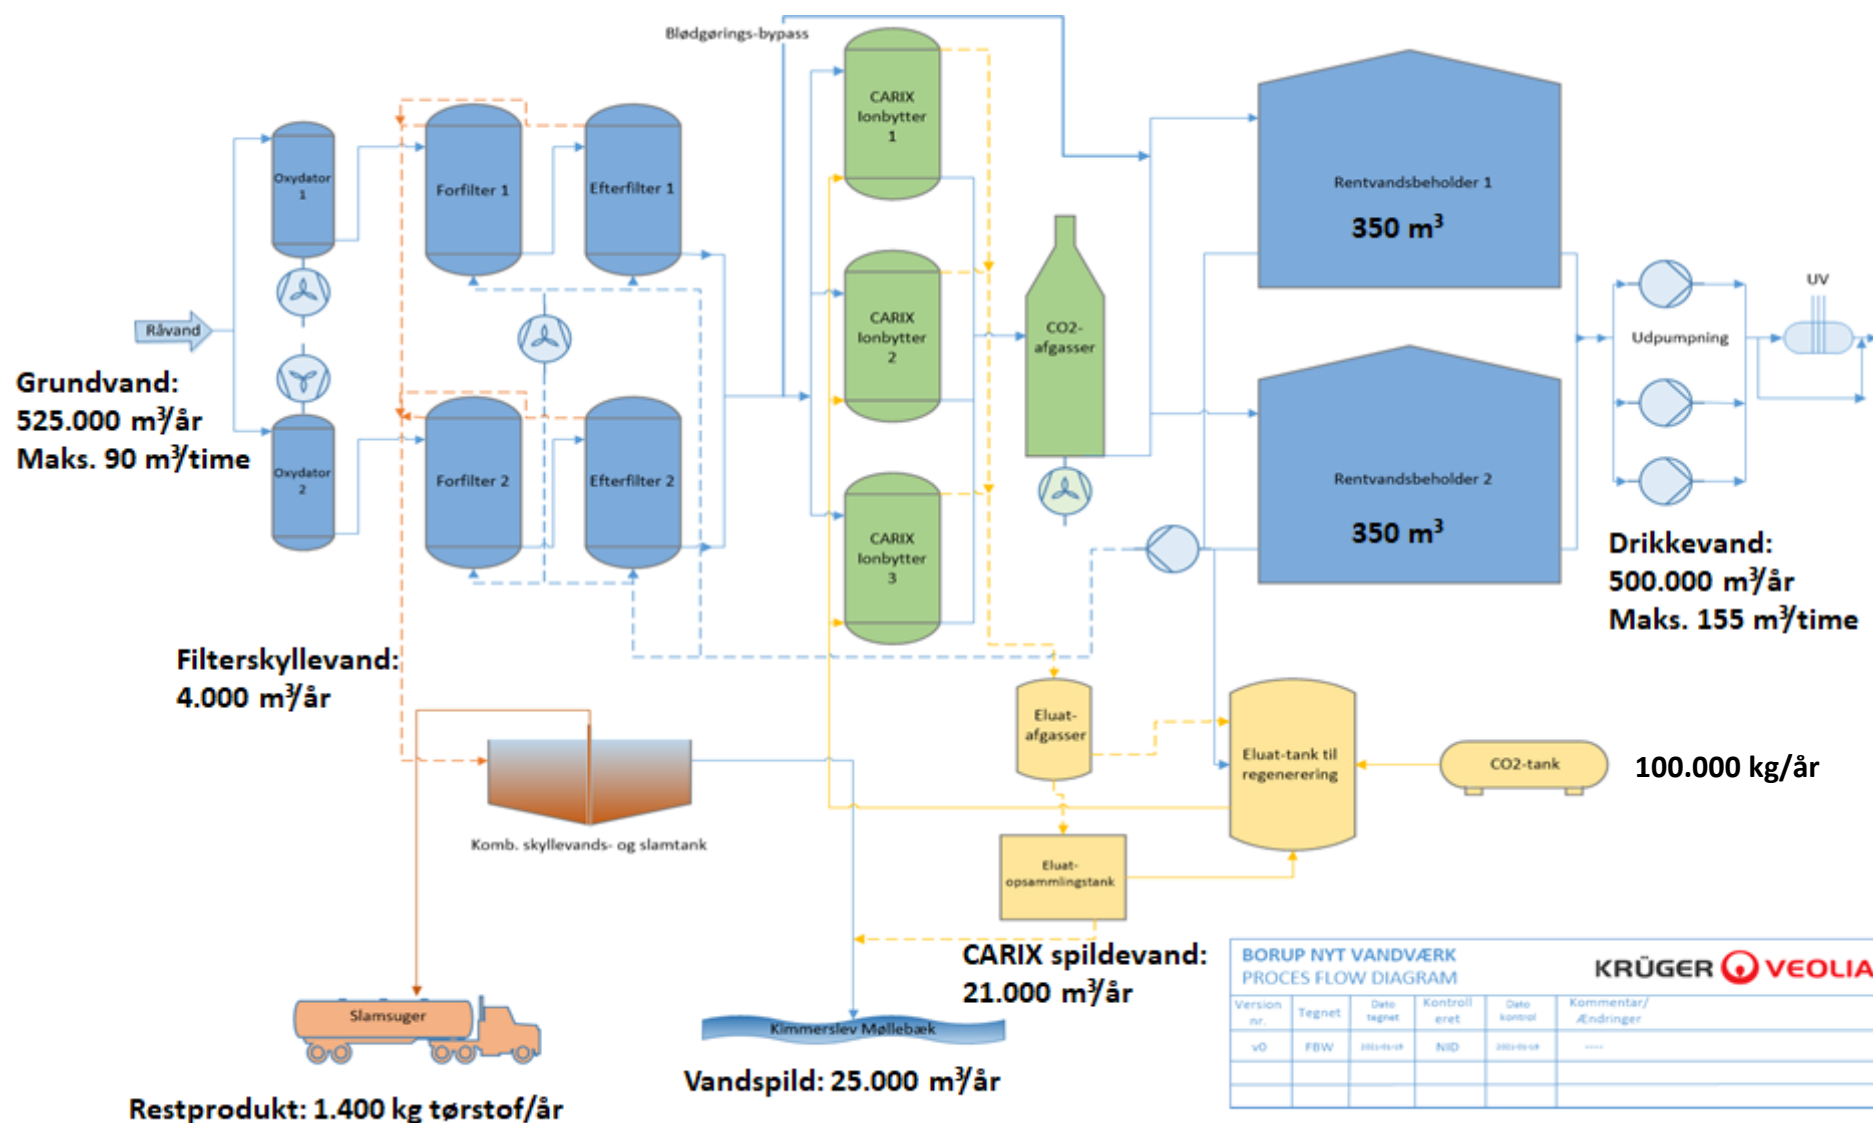 Blødgørings-bypass
CARIX
Ionbytter
1
Oxydator
1
Forfilter 1
Efterfilter 1
Rentvandsbeholder 1
350 m³
Råvand
CARIX
Ionbytter
2
CO2-
afgasser
UV
Udpumpning
Grundvand:
525.000 m³/år
Maks. 90 m³/time
Oxydator
2
Forfilter 2
Efterfilter 2
Rentvandsbeholder 2
350 m³
CARIX
Ionbytter
3
Drikkevand:
500.000 m³/år
Maks. 155 m³/time
Filterskyllevand:
4.000 m³/år
Eluat-
afgasser
Eluat-tank til
regenerering
CO2-tank
100.000 kg/år
Komb. skyllevands- og slamtank
Eluat-
opsamlingstank
CARIX spildevand:
21.000 m³/år
Slamsuger
Kimmerslev Møllebæk
Vandspild: 25.000 m³/år
Restprodukt: 1.400 kg tørstof/år
BORUP NYT VANDVÆRK
PROCES FLOW DIAGRAM
KRÜGER VEOLIA
Version nr. Tegnet Dato tegnet Kontrolleret Dato kontrol Kommentar/Ændringer
v0 FBW NID ----